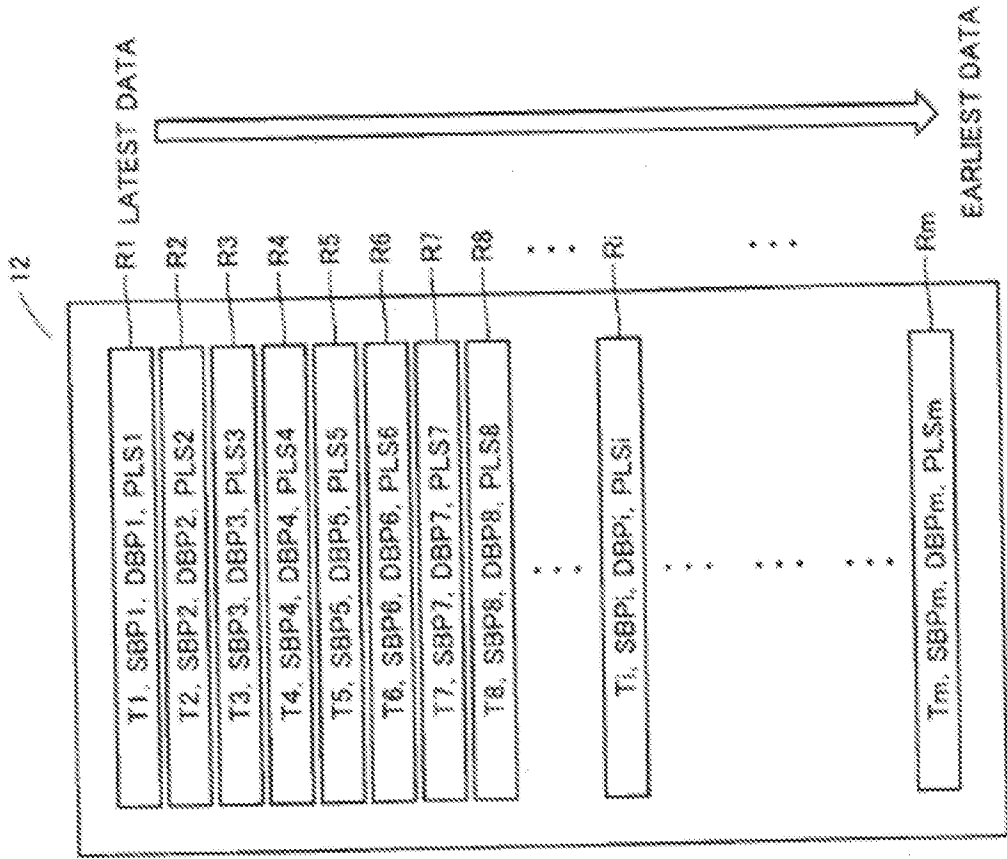 12
T1, SBP1, DBP1, PLS1 R1 LATEST DATA
T2, SBP2, DBP2, PLS2 R2
T3, SBP3, DBP3, PLS3 R3
T4, SBP4, DBP4, PLS4 R4
T5, SBP5, DBP5, PLS5 R5
T6, SBP6, DBP6, PLS6 R6
T7, SBP7, DBP7, PLS7 R7
T8, SBP8, DBP8, PLS8 R8
Ti, SBPi, DBPi, PLSi Ri
Tm, SBPm, DBPm, PLSm Rm
EARLIEST DATA